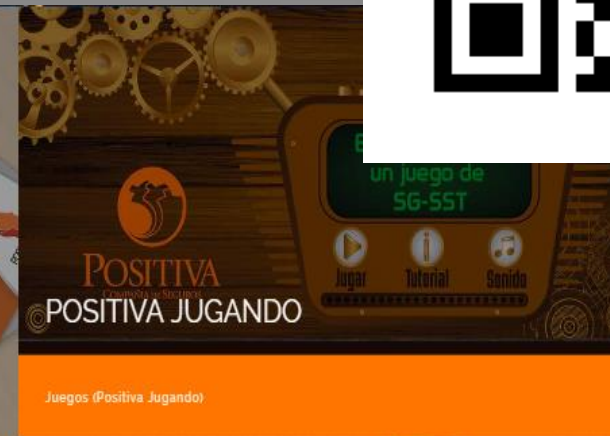 un juego de
SG-SST
Jugar
Tutorial
Sonido
POSITIVA
COMPAÑÍA DE SEGUROS
POSITIVA JUGANDO
Juegos (Positiva Jugando)